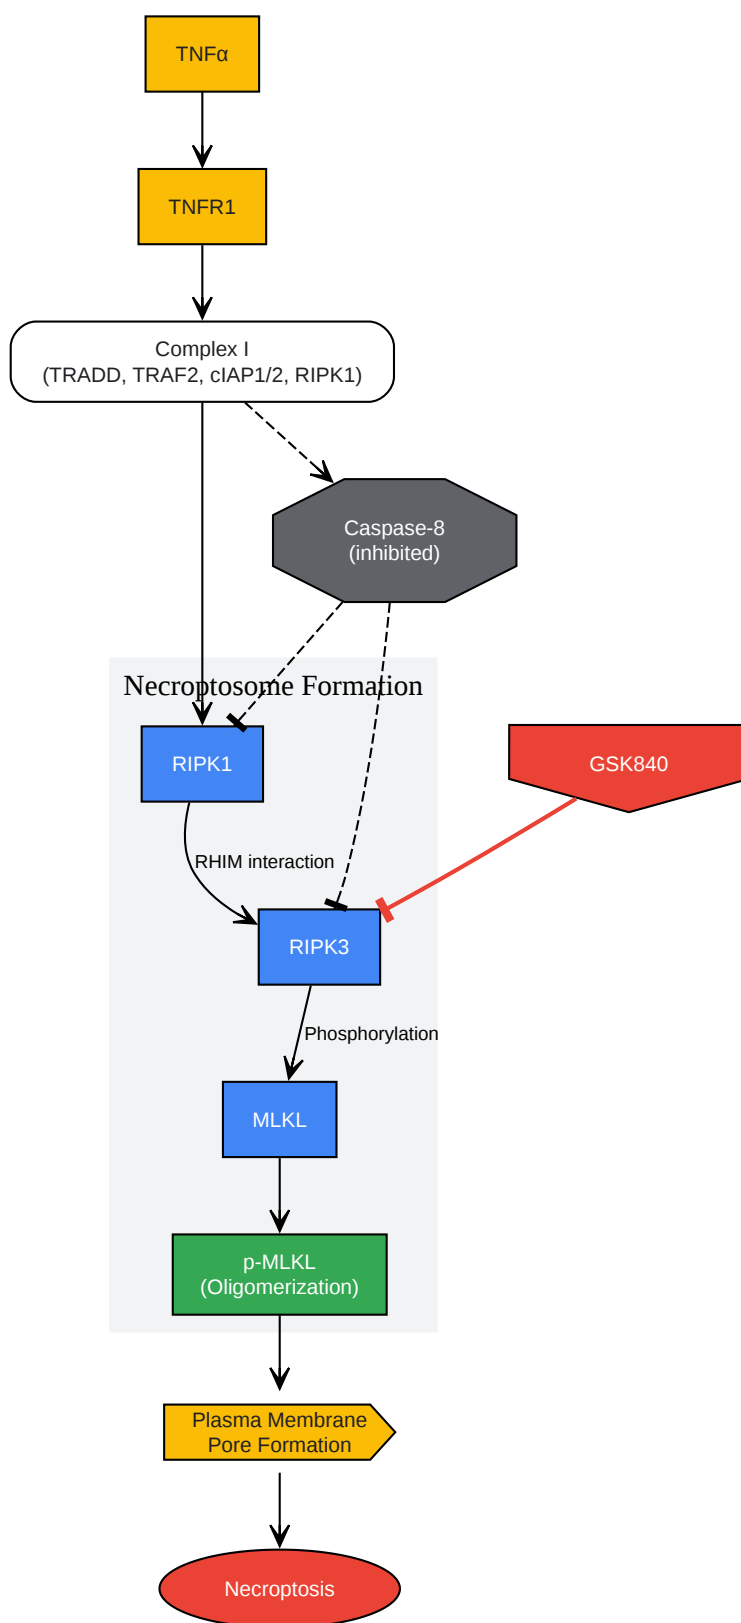 TNFα
TNFR1
Complex I
(TRADD, TRAF2, cIAP1/2, RIPK1)
Caspase-8
(inhibited)
Necroptosome Formation
RIPK1
GSK840
RHIM interaction
RIPK3
Phosphorylation
MLKL
p-MLKL
(Oligomerization)
Plasma Membrane
Pore Formation
Necroptosis